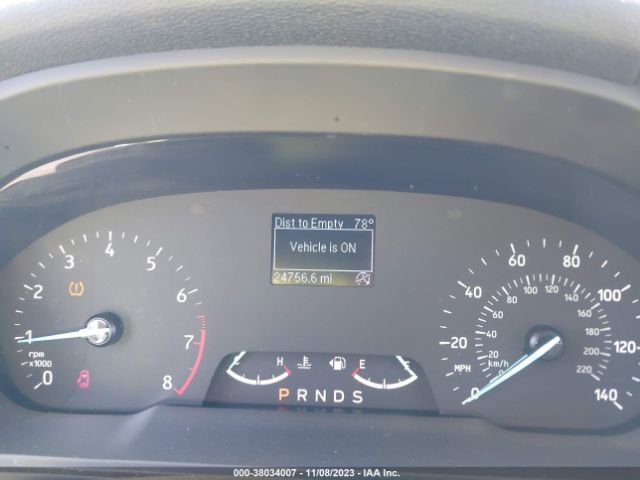 Dist to Empty 78°
Vehicle is ON
24756.6 mi
0 1 2 3 4 5 6 7 8
rpm
x1000
0 20 40 60 80 100 120 140
MPH
0 20 40 60 80 100 120 140 160 180 200 220
km/h
H E
P R N D S
200-38034007 - 11/08/2023 - IAA Inc.